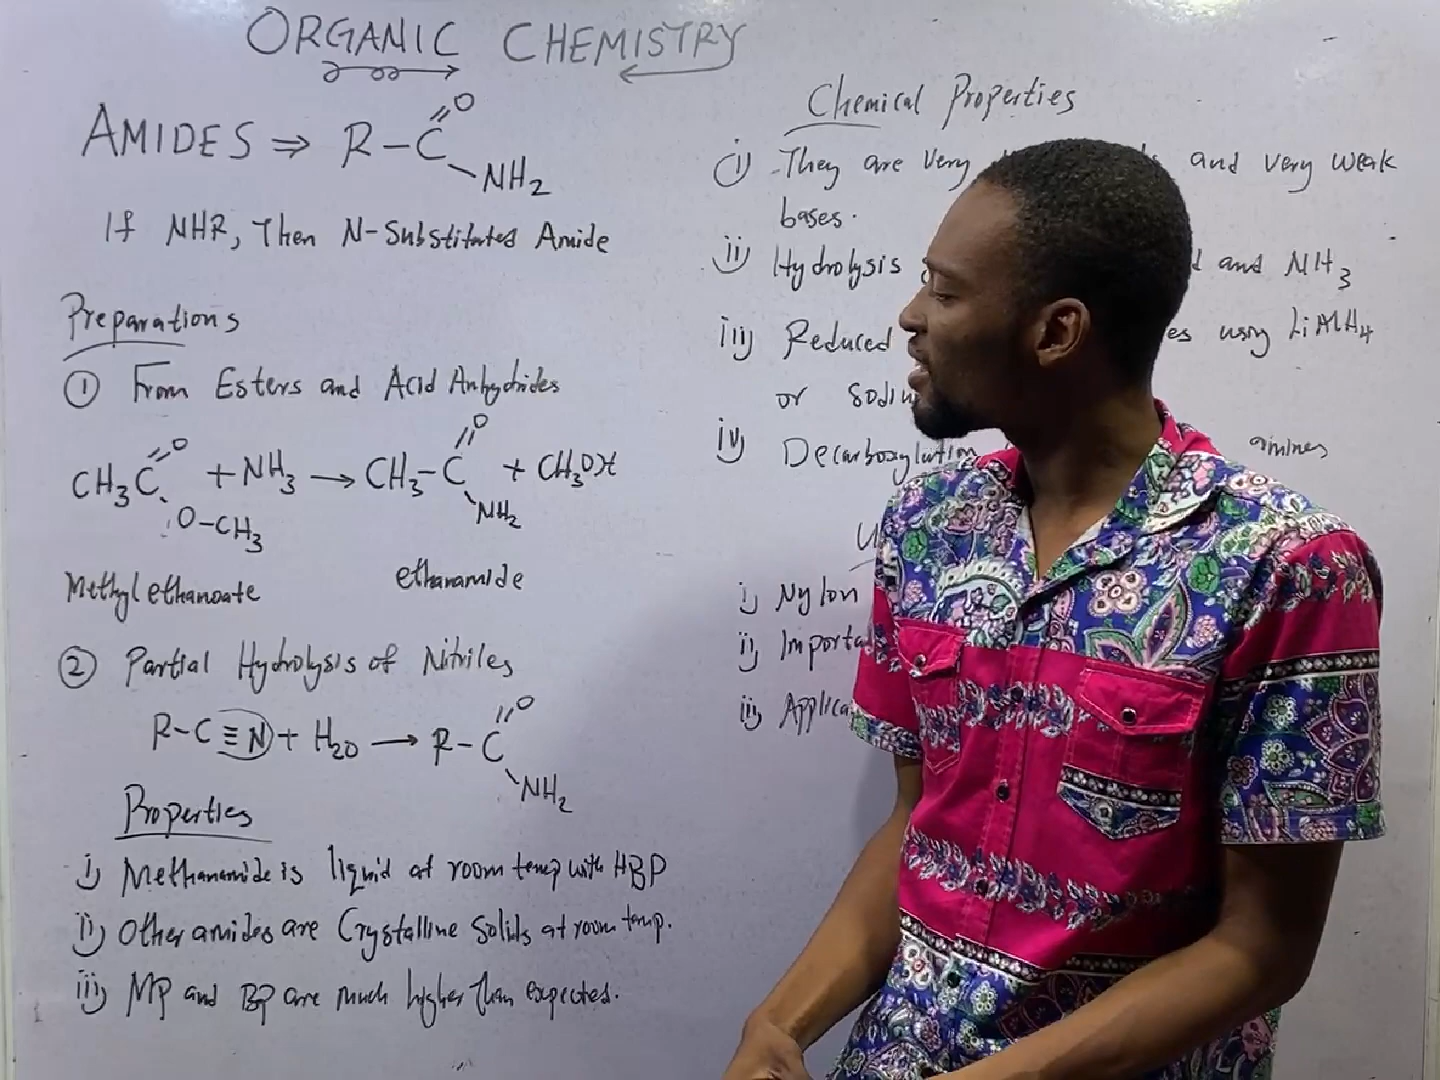 ORGANIC CHEMISTRY
AMIDES ⇒ R-C
O
NH2
If NHR, Then N-Substituted Amide
Preparations
① From Esters and Acid Anhydrides
CH3C + NH3 → CH3-C + CH3OH
O
O-CH3
O
NH2
Methyl ethanoate
ethanamide
② Partial Hydrolysis of Nitriles
R-C≡N + H2O → R-C
O
NH2
Properties
i) Methanamide is liquid at room temp with HBP
ii) Other amides are Crystalline Solids at room temp.
iii) MP and BP are much higher than expected.
Chemical Properties
i) They are very and very weak
bases.
ii) Hydrolysis and NH3
iii) Reduced using LiAlH4
or
iv) Decarboxylation amines
i) Nylon
ii)
iii)